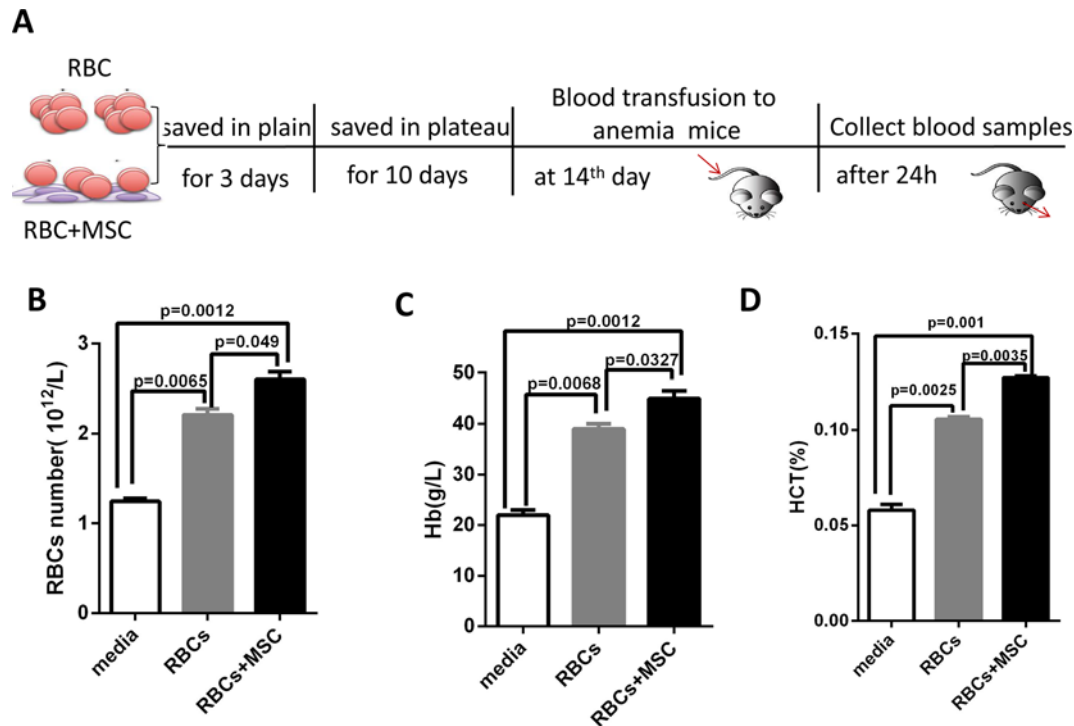 A
RBC
RBC+MSC
saved in plain
for 3 days
saved in plateau
for 10 days
Blood transfusion to
anemia mice
at 14th day
Collect blood samples
after 24h
B
p=0.0012
p=0.049
p=0.0065
RBCs number( 10¹²/L)
3
2
1
0
media
RBCs
RBCs+MSC
C
p=0.0012
p=0.0327
p=0.0068
Hb(g/L)
50
40
30
20
10
0
media
RBCs
RBCs+MSC
D
p=0.001
p=0.0035
p=0.0025
HCT(%)
0.15
0.10
0.05
0.00
media
RBCs
RBCs+MSC